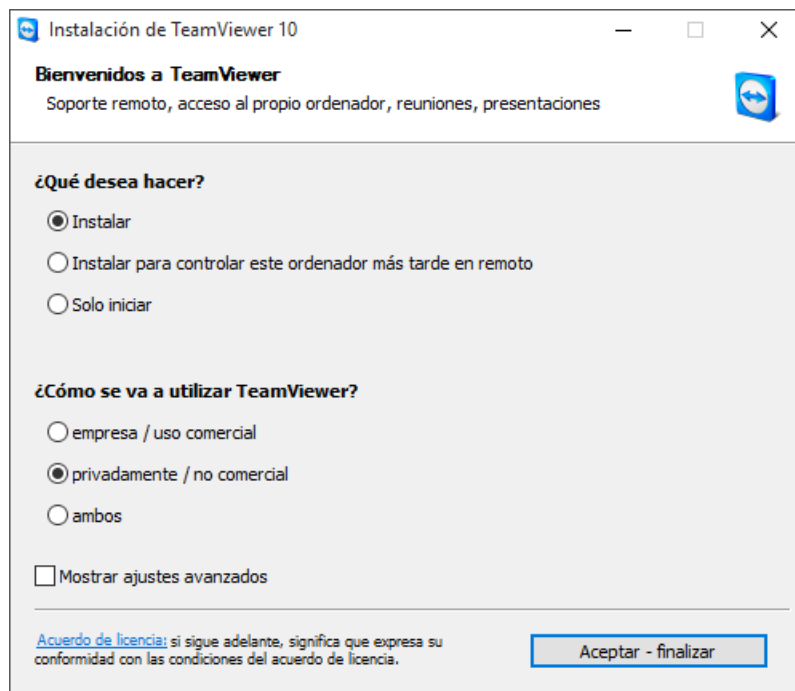 Instalación de TeamViewer 10
Bienvenidos a TeamViewer
Soporte remoto, acceso al propio ordenador, reuniones, presentaciones
¿Qué desea hacer?
Instalar
Instalar para controlar este ordenador más tarde en remoto
Solo iniciar
¿Cómo se va a utilizar TeamViewer?
empresa / uso comercial
privadamente / no comercial
ambos
Mostrar ajustes avanzados
Acuerdo de licencia: si sigue adelante, significa que expresa su
conformidad con las condiciones del acuerdo de licencia.
Aceptar - finalizar